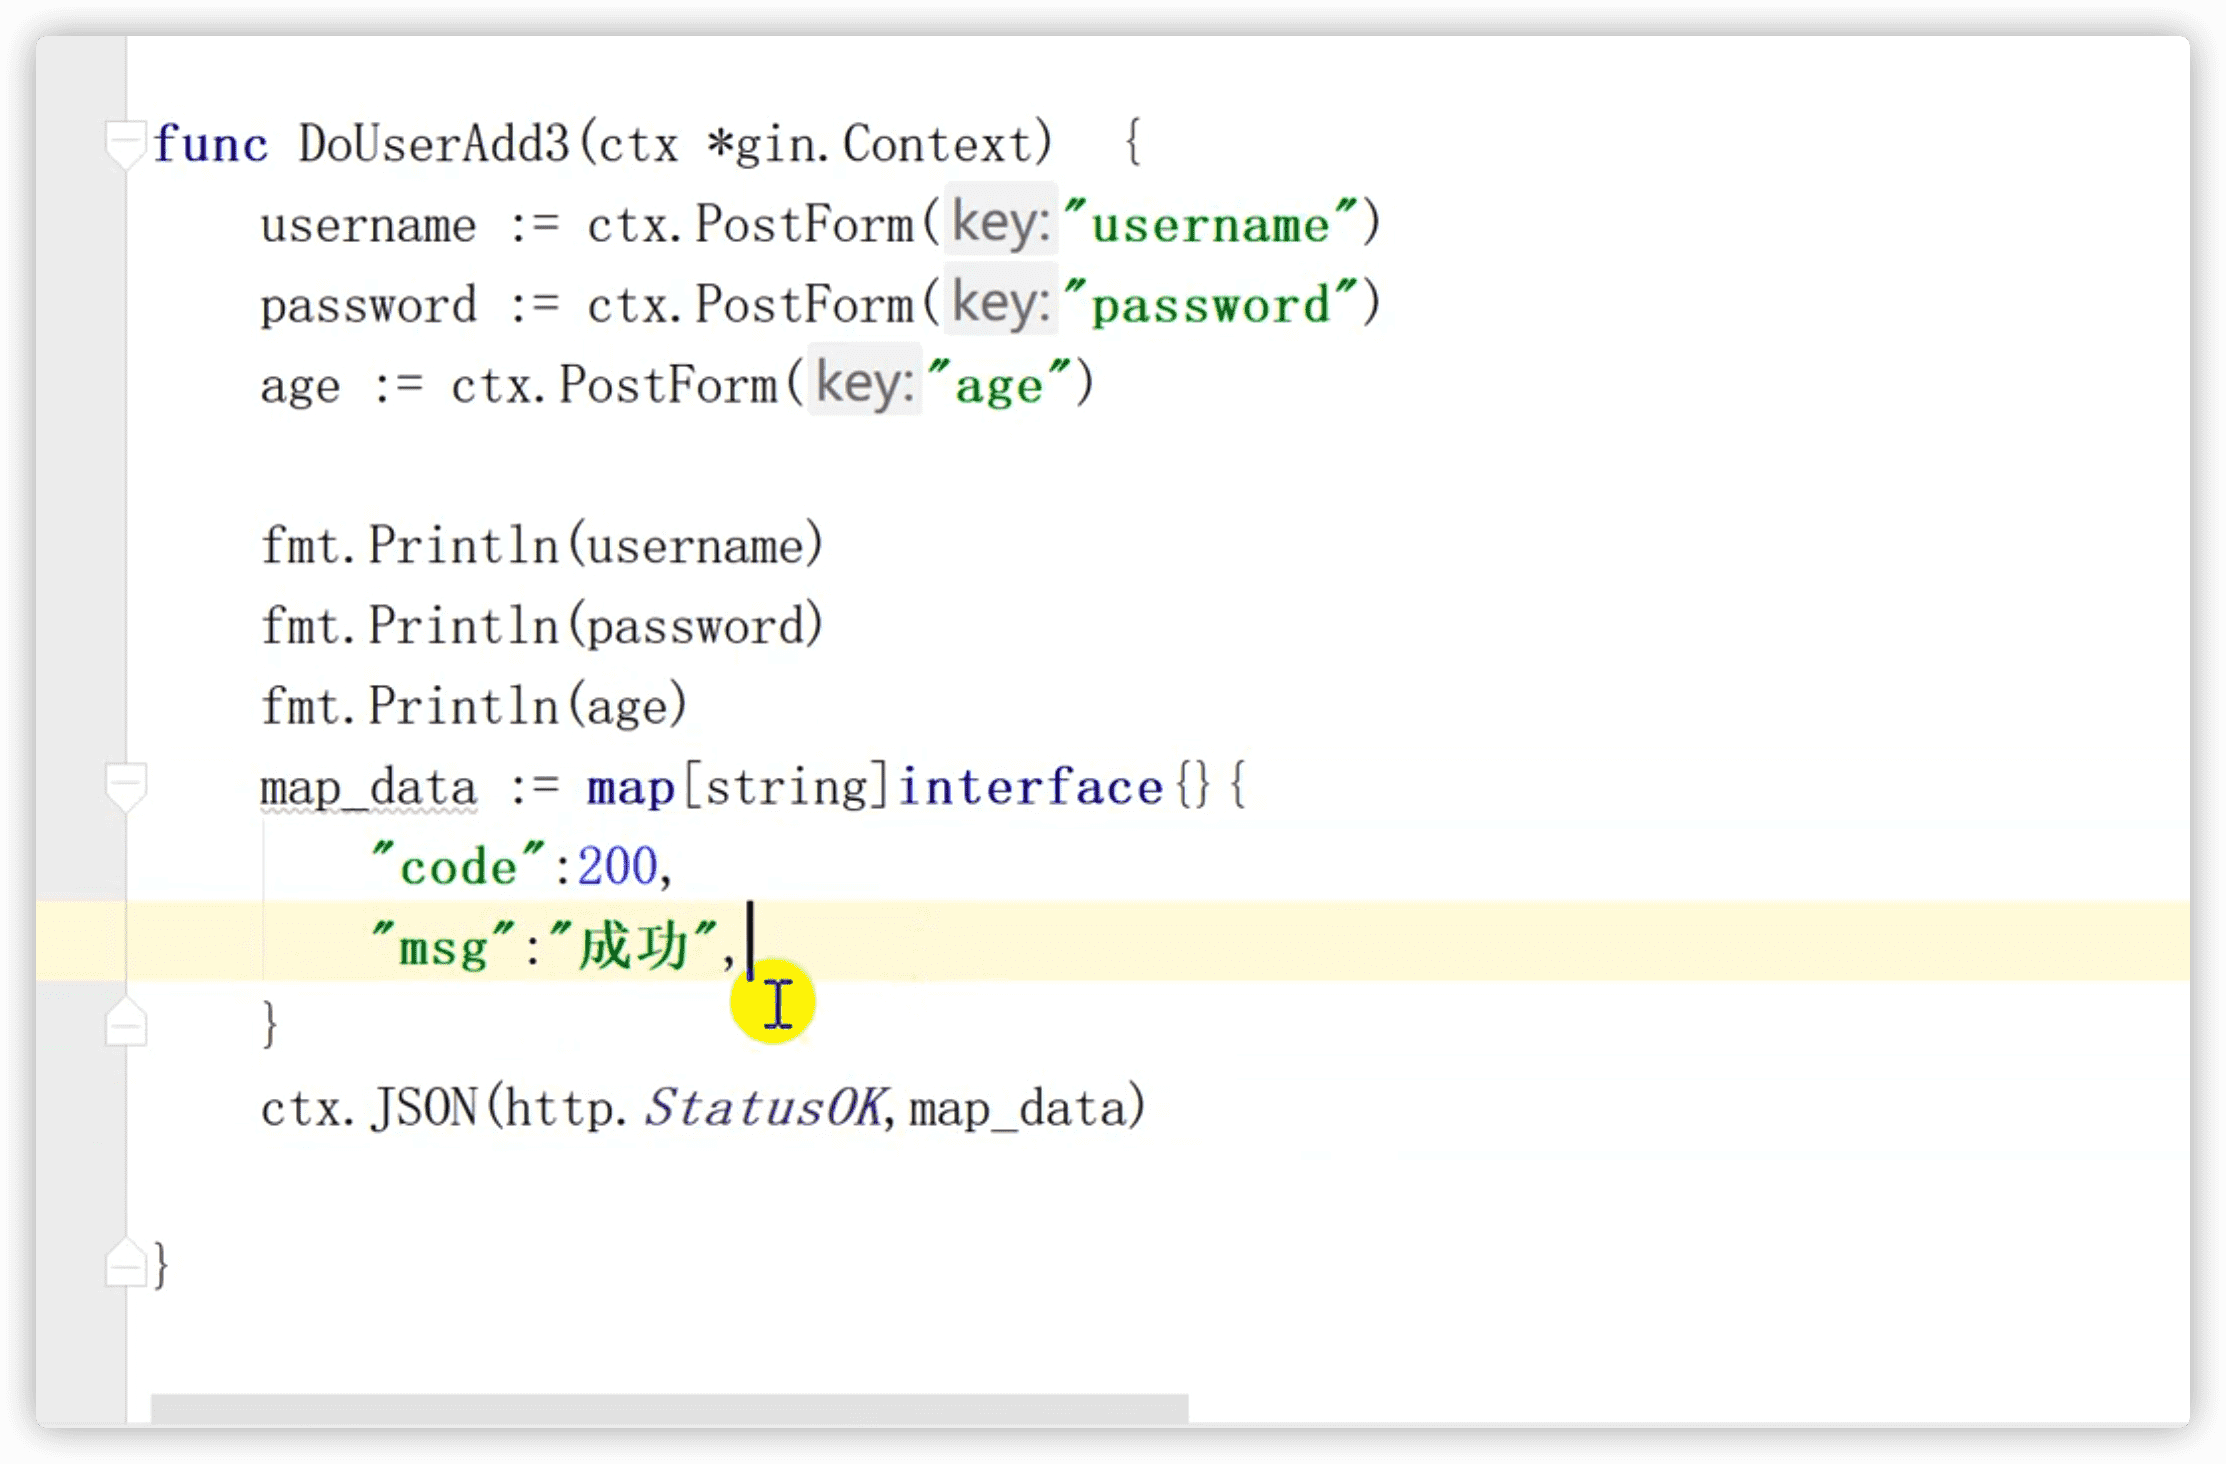 func DoUserAdd3(ctx *gin.Context)  {
username := ctx.PostForm(key:"username")
password := ctx.PostForm(key:"password")
age := ctx.PostForm(key:"age")
fmt.Println(username)
fmt.Println(password)
fmt.Println(age)
map_data := map[string]interface{}{
"code":200,
"msg":"成功",
}
ctx.JSON(http.StatusOK,map_data)
}